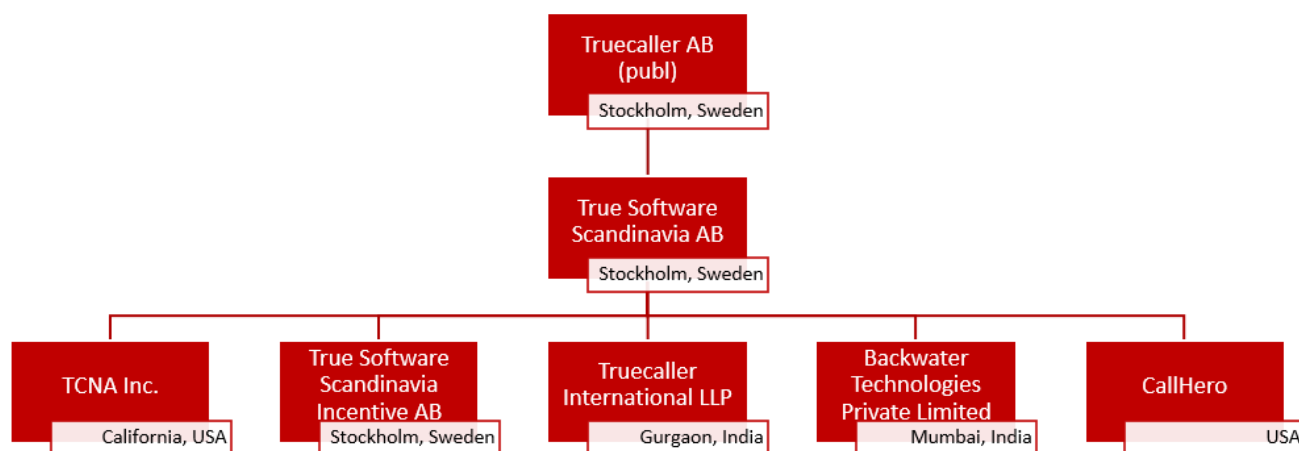 Truecaller AB
(publ)
Stockholm, Sweden
True Software
Scandinavia AB
Stockholm, Sweden
TCNA Inc.
California, USA
True Software
Scandinavia
Incentive AB
Stockholm, Sweden
Truecaller
International LLP
Gurgaon, India
Backwater
Technologies
Private Limited
Mumbai, India
CallHero
USA